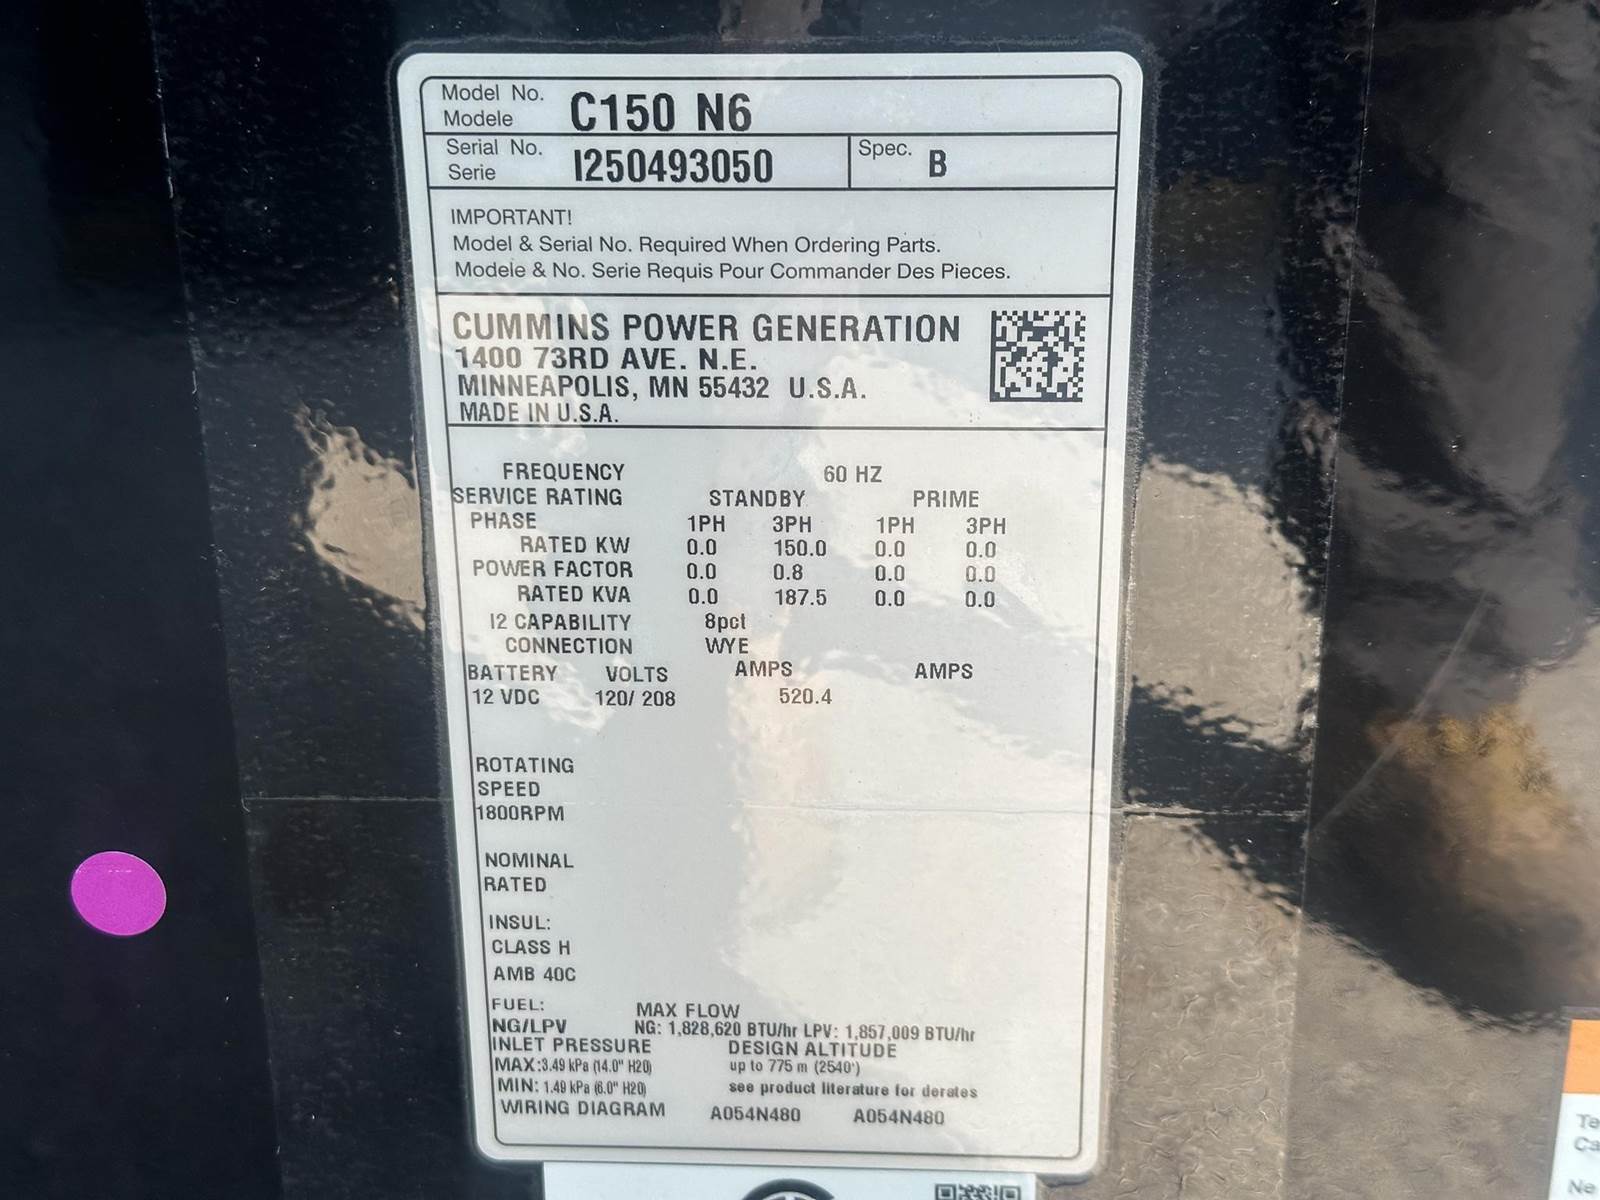 Model No. C150 N6
Modele
Serial No. I250493050 Spec. B
Serie
IMPORTANT!
Model & Serial No. Required When Ordering Parts.
Modele & No. Serie Requis Pour Commander Des Pieces.
CUMMINS POWER GENERATION
1400 73RD AVE. N.E.
MINNEAPOLIS, MN 55432 U.S.A.
MADE IN U.S.A.
FREQUENCY 60 HZ
SERVICE RATING STANDBY PRIME
PHASE 1PH 3PH 1PH 3PH
RATED KW 0.0 150.0 0.0 0.0
POWER FACTOR 0.0 0.8 0.0 0.0
RATED KVA 0.0 187.5 0.0 0.0
I2 CAPABILITY 8pct
CONNECTION WYE
BATTERY VOLTS AMPS AMPS
12 VDC 120/ 208 520.4
ROTATING
SPEED
1800RPM
NOMINAL
RATED
INSUL:
CLASS H
AMB 40C
FUEL: MAX FLOW
NG/LPV NG: 1,828,620 BTU/hr LPV: 1,857,009 BTU/hr
INLET PRESSURE DESIGN ALTITUDE
MAX:3.49 kPa (14.0" H2O) up to 775 m (2540')
MIN: 1.49 kPa (6.0" H2O) see product literature for derates
WIRING DIAGRAM A054N480 A054N480